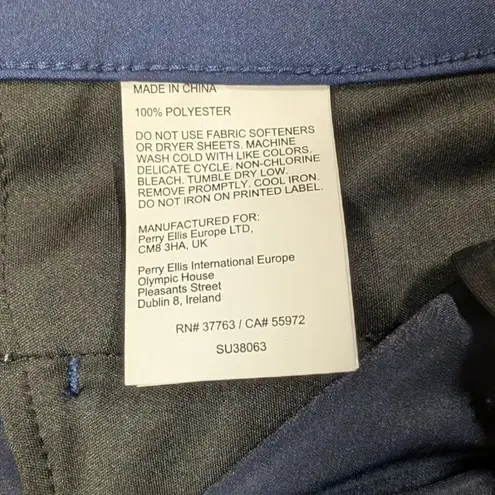 MADE IN CHINA
100% POLYESTER
DO NOT USE FABRIC SOFTENERS
OR DRYER SHEETS. MACHINE
WASH COLD WITH LIKE COLORS.
DELICATE CYCLE. NON-CHLORINE
BLEACH. TUMBLE DRY LOW.
REMOVE PROMPTLY. COOL IRON.
DO NOT IRON ON PRINTED LABEL.
MANUFACTURED FOR:
Perry Ellis Europe LTD,
CM8 3HA, UK
Perry Ellis International Europe
Olympic House
Pleasants Street
Dublin 8, Ireland
RN# 37763 / CA# 55972
SU38063